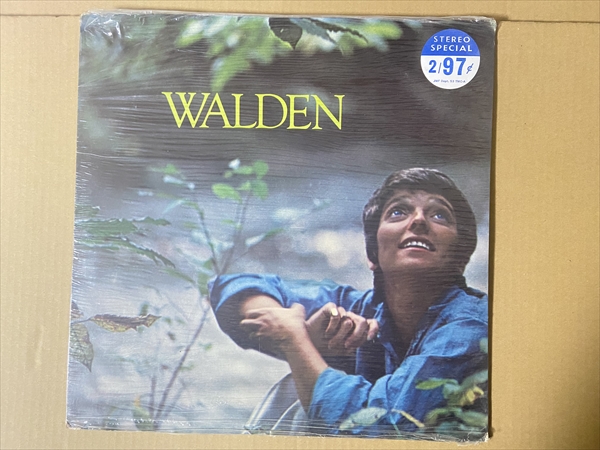 STEREO
SPECIAL
2/97¢
WALDEN